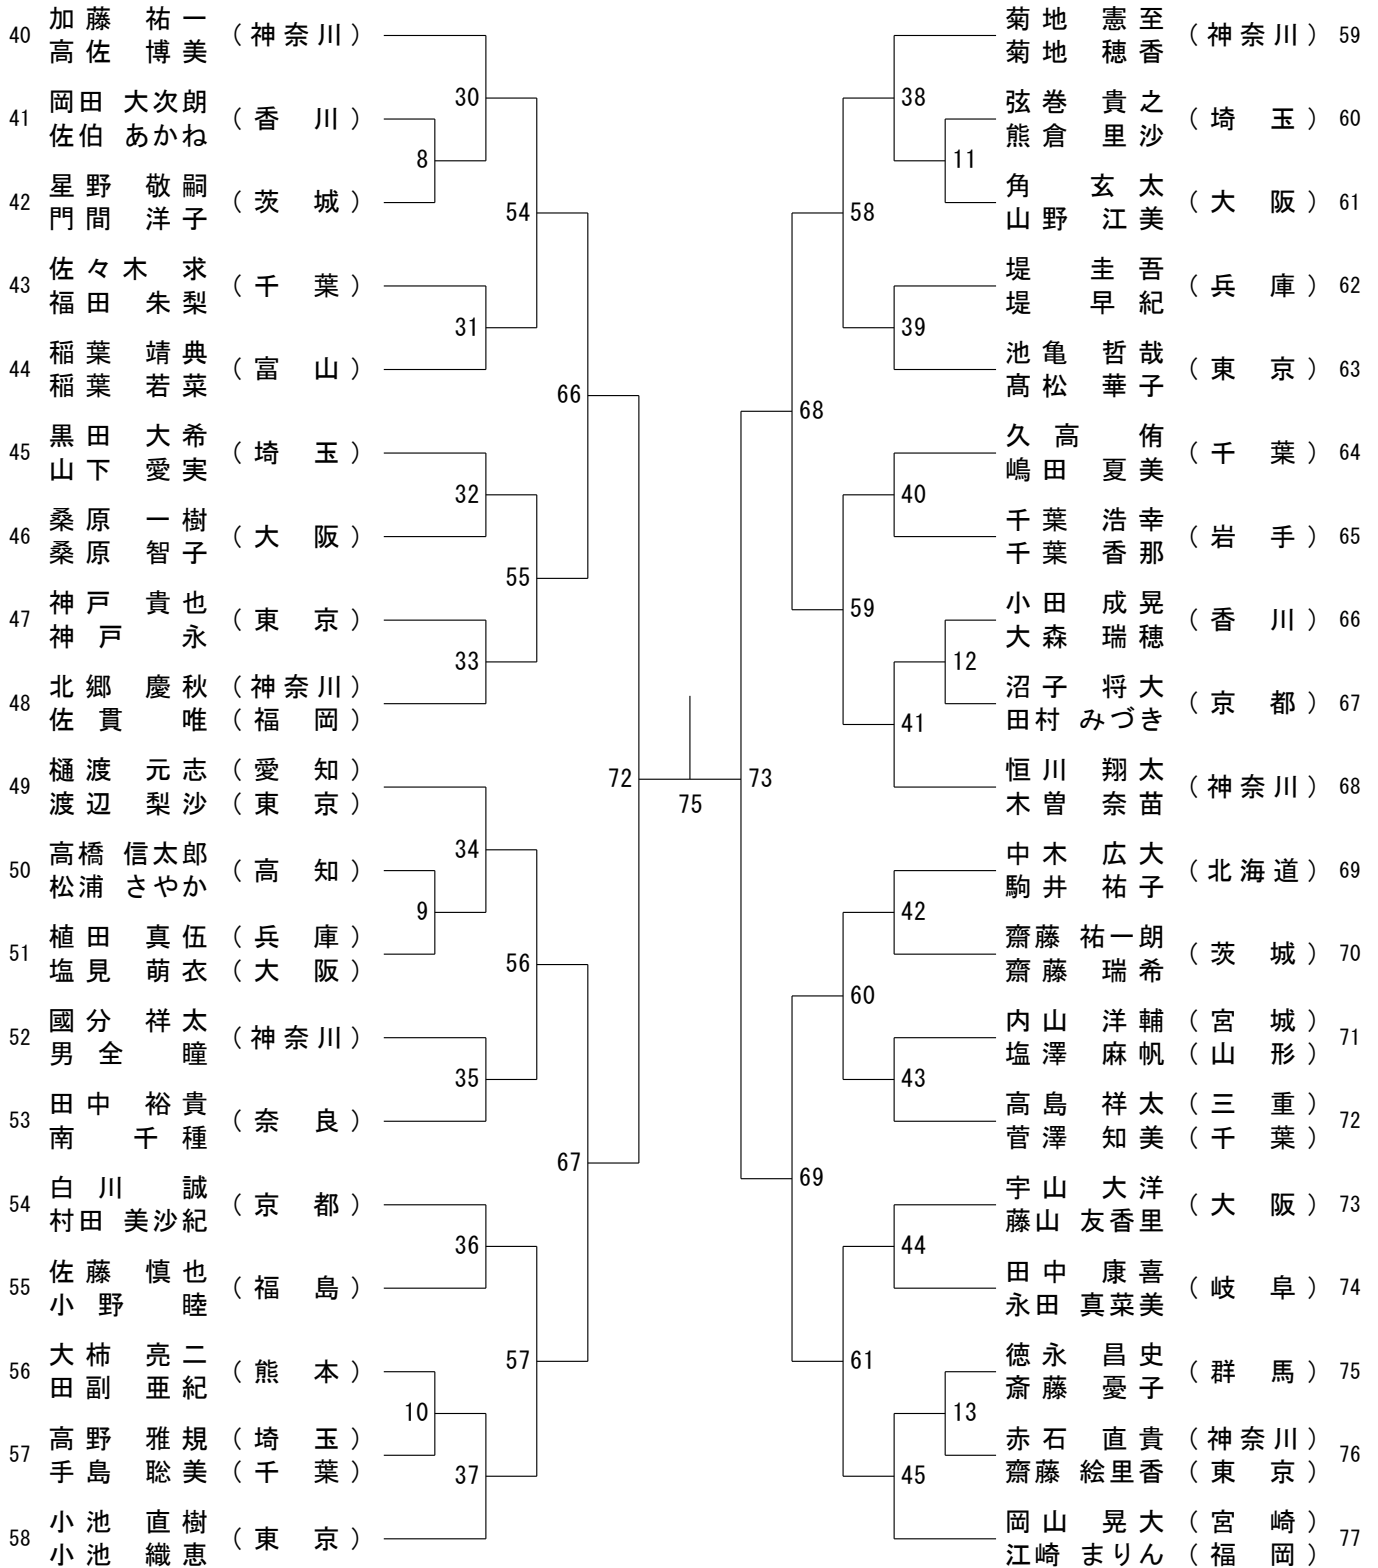 40 加藤 祐一 (神奈川)
高佐 博美
41 岡田 大次朗 (香川)
佐伯 あかね
42 星野 敬嗣 (茨城)
門間 洋子
43 佐々木 求 (千葉)
福田 朱梨
44 稲葉 靖典 (富山)
稲葉 若菜
45 黒田 大希 (埼玉)
山下 愛実
46 桑原 一樹 (大阪)
桑原 智子
47 神戸 貴也 (東京)
神戸 永
48 北郷 慶秋 (神奈川)
佐貫 唯 (福岡)
49 樋渡 元志 (愛知)
渡辺 梨沙 (東京)
50 高橋 信太郎 (高知)
松浦 さやか
51 植田 真伍 (兵庫)
塩見 萌衣 (大阪)
52 國分 祥太 (神奈川)
男全 瞳
53 田中 裕貴 (奈良)
南 千種
54 白川 誠 (京都)
村田 美沙紀
55 佐藤 慎也 (福島)
小野 睦
56 大柿 亮二 (熊本)
田副 亜紀
57 高野 雅規 (埼玉)
手島 聡美 (千葉)
58 小池 直樹 (東京)
小池 織恵
30
8
54
31
66
32
55
33
72
34
9
56
35
67
36
57
10
37
75
73
38
11
58
39
68
40
59
12
41
42
60
43
69
44
61
13
45
菊地 憲至 (神奈川) 59
菊地 穂香
弦巻 貴之 (埼玉) 60
熊倉 里沙
角 玄太 (大阪) 61
山野 江美
堤 圭吾 (兵庫) 62
堤 早紀
池亀 哲哉 (東京) 63
髙松 華子
久高 侑 (千葉) 64
嶋田 夏美
千葉 浩幸 (岩手) 65
千葉 香那
小田 成晃 (香川) 66
大森 瑞穂
沼子 将大 (京都) 67
田村 みづき
恒川 翔太 (神奈川) 68
木曽 奈苗
中木 広大 (北海道) 69
駒井 祐子
齋藤 祐一朗 (茨城) 70
齋藤 瑞希
内山 洋輔 (宮城) 71
塩澤 麻帆 (山形)
高島 祥太 (三重) 72
菅澤 知美 (千葉)
宇山 大洋 (大阪) 73
藤山 友香里
田中 康喜 (岐阜) 74
永田 真菜美
徳永 昌史 (群馬) 75
斎藤 憂子
赤石 直貴 (神奈川) 76
齋藤 絵里香 (東京)
岡山 晃大 (宮崎) 77
江崎 まりん (福岡)